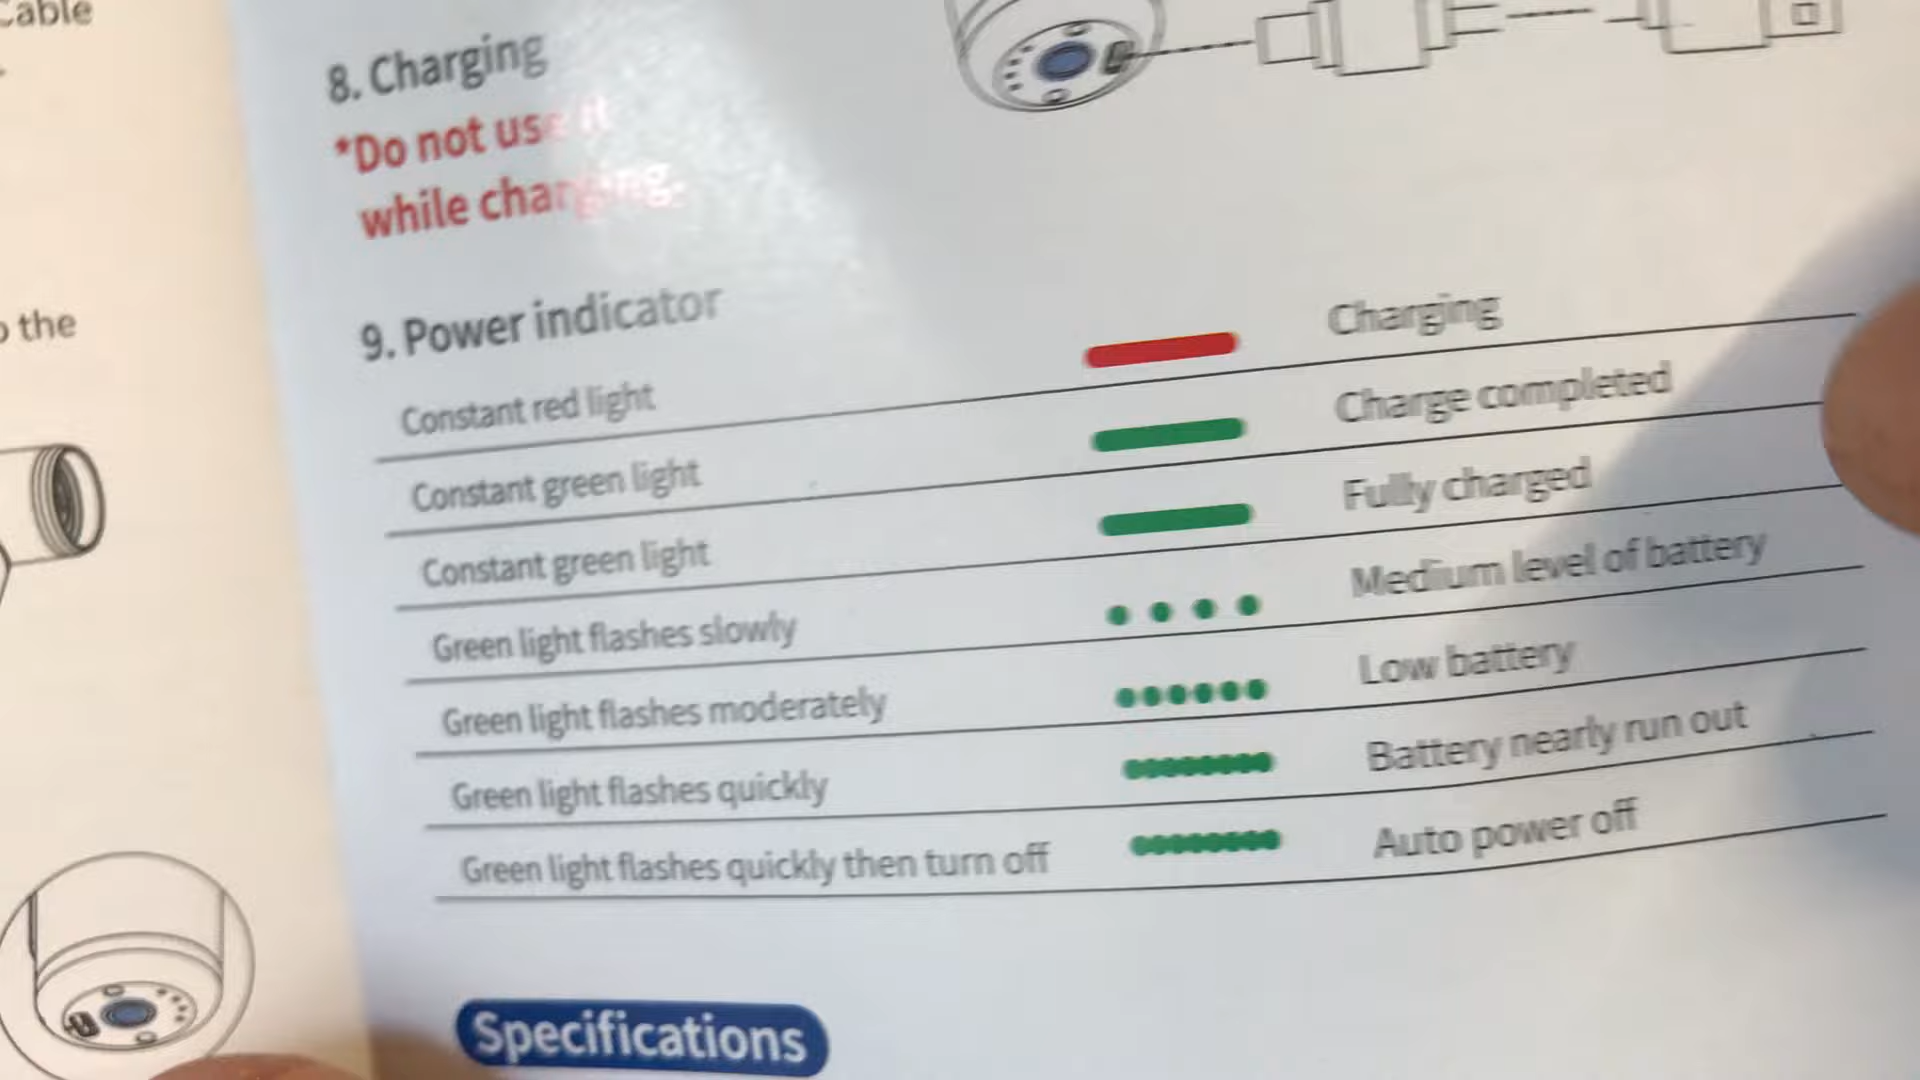 Cable
the
8. Charging
*Do not use it
while charging.
9. Power indicator
Constant red light Charging
Constant green light Charge completed
Constant green light Fully charged
Green light flashes slowly Medium level of battery
Green light flashes moderately Low battery
Green light flashes quickly Battery nearly run out
Green light flashes quickly then turn off Auto power off
Specifications